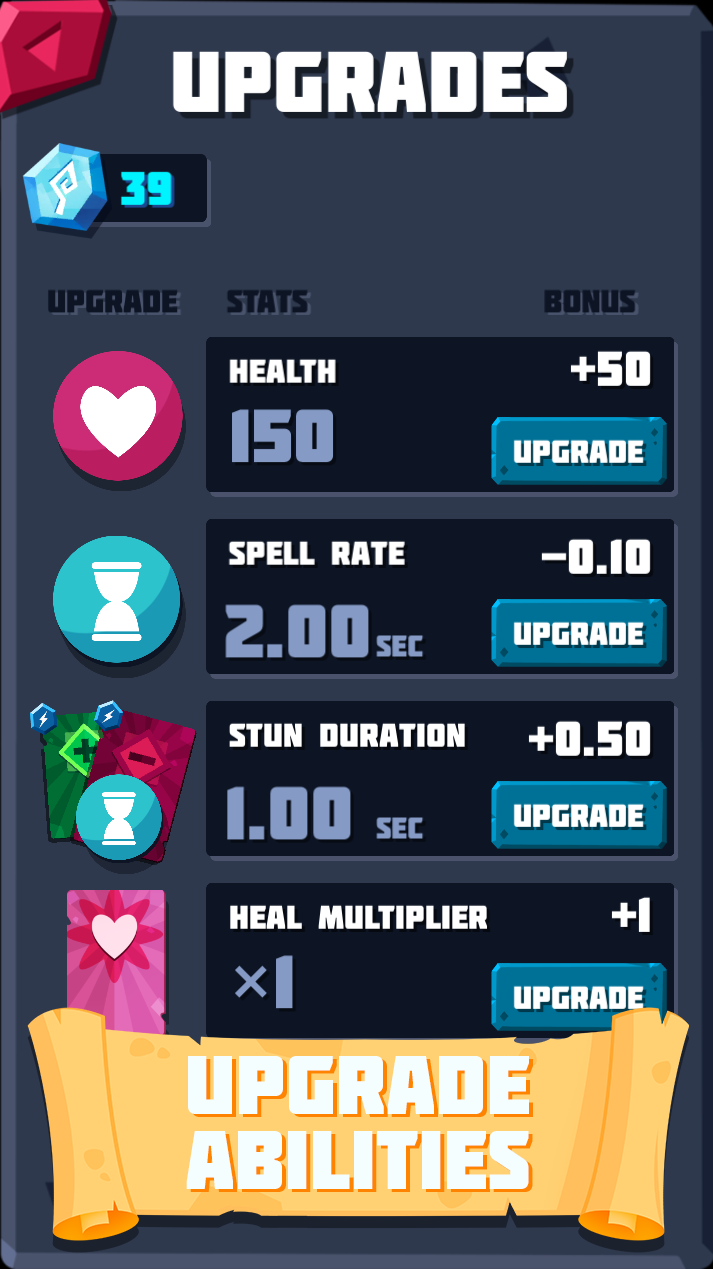 UPGRADES
39
UPGRADE STATS BONUS
HEALTH +50
150 UPGRADE
SPELL RATE -0.10
2.00 SEC UPGRADE
STUN DURATION +0.50
1.00 SEC UPGRADE
HEAL MULTIPLIER +1
×1 UPGRADE
UPGRADE
ABILITIES